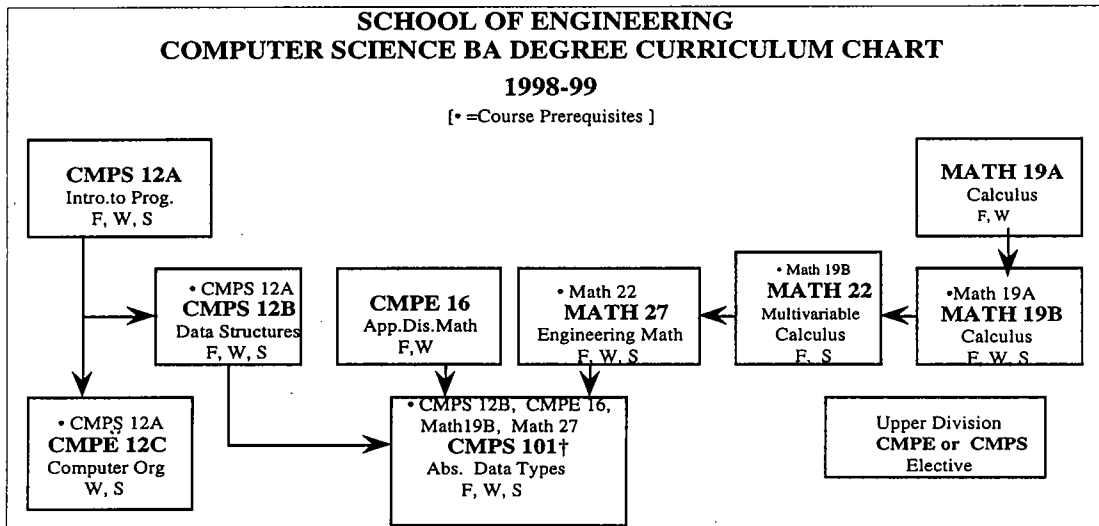 SCHOOL OF ENGINEERING
COMPUTER SCIENCE BA DEGREE CURRICULUM CHART
1998-99
[• =Course Prerequisites ]
CMPS 12A
Intro.to Prog.
F, W, S
MATH 19A
Calculus
F, W
• CMPS 12A
CMPS 12B
Data Structures
F, W, S
CMPE 16
App.Dis.Math
F,W
• Math 22
MATH 27
Engineering Math
F, W, S
• Math 19B
MATH 22
Multivariable
Calculus
F, S
•Math 19A
MATH 19B
Calculus
F, W, S
• CMPS 12A
CMPE 12C
Computer Org
W, S
• CMPS 12B, CMPE 16,
Math19B, Math 27
CMPS 101†
Abs. Data Types
F, W, S
Upper Division
CMPE or CMPS
Elective